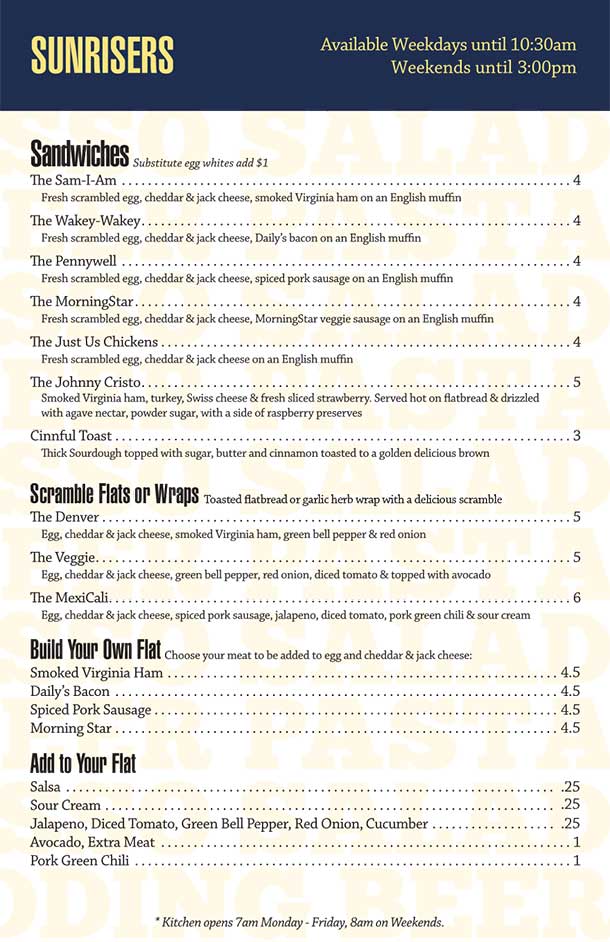 SUNRISERS
Available Weekdays until 10:30am
Weekends until 3:00pm
Sandwiches Substitute egg whites add $1
The Sam-I-Am 4
Fresh scrambled egg, cheddar & jack cheese, smoked Virginia ham on an English muffin
The Wakey-Wakey 4
Fresh scrambled egg, cheddar & jack cheese, Daily's bacon on an English muffin
The Pennywell 4
Fresh scrambled egg, cheddar & jack cheese, spiced pork sausage on an English muffin
The MorningStar 4
Fresh scrambled egg, cheddar & jack cheese, MorningStar veggie sausage on an English muffin
The Just Us Chickens 4
Fresh scrambled egg, cheddar & jack cheese on an English muffin
The Johnny Cristo 5
Smoked Virginia ham, turkey, Swiss cheese & fresh sliced strawberry. Served hot on flatbread & drizzled
with agave nectar, powder sugar, with a side of raspberry preserves
Cinnful Toast 3
Thick Sourdough topped with sugar, butter and cinnamon toasted to a golden delicious brown
Scramble Flats or Wraps Toasted flatbread or garlic herb wrap with a delicious scramble
The Denver 5
Egg, cheddar & jack cheese, smoked Virginia ham, green bell pepper & red onion
The Veggie 5
Egg, cheddar & jack cheese, green bell pepper, red onion, diced tomato & topped with avocado
The MexiCali 6
Egg, cheddar & jack cheese, spiced pork sausage, jalapeno, diced tomato, pork green chili & sour cream
Build Your Own Flat Choose your meat to be added to egg and cheddar & jack cheese:
Smoked Virginia Ham 4.5
Daily's Bacon 4.5
Spiced Pork Sausage 4.5
Morning Star 4.5
Add to Your Flat
Salsa .25
Sour Cream .25
Jalapeno, Diced Tomato, Green Bell Pepper, Red Onion, Cucumber .25
Avocado, Extra Meat 1
Pork Green Chili 1
* Kitchen opens 7am Monday - Friday, 8am on Weekends.